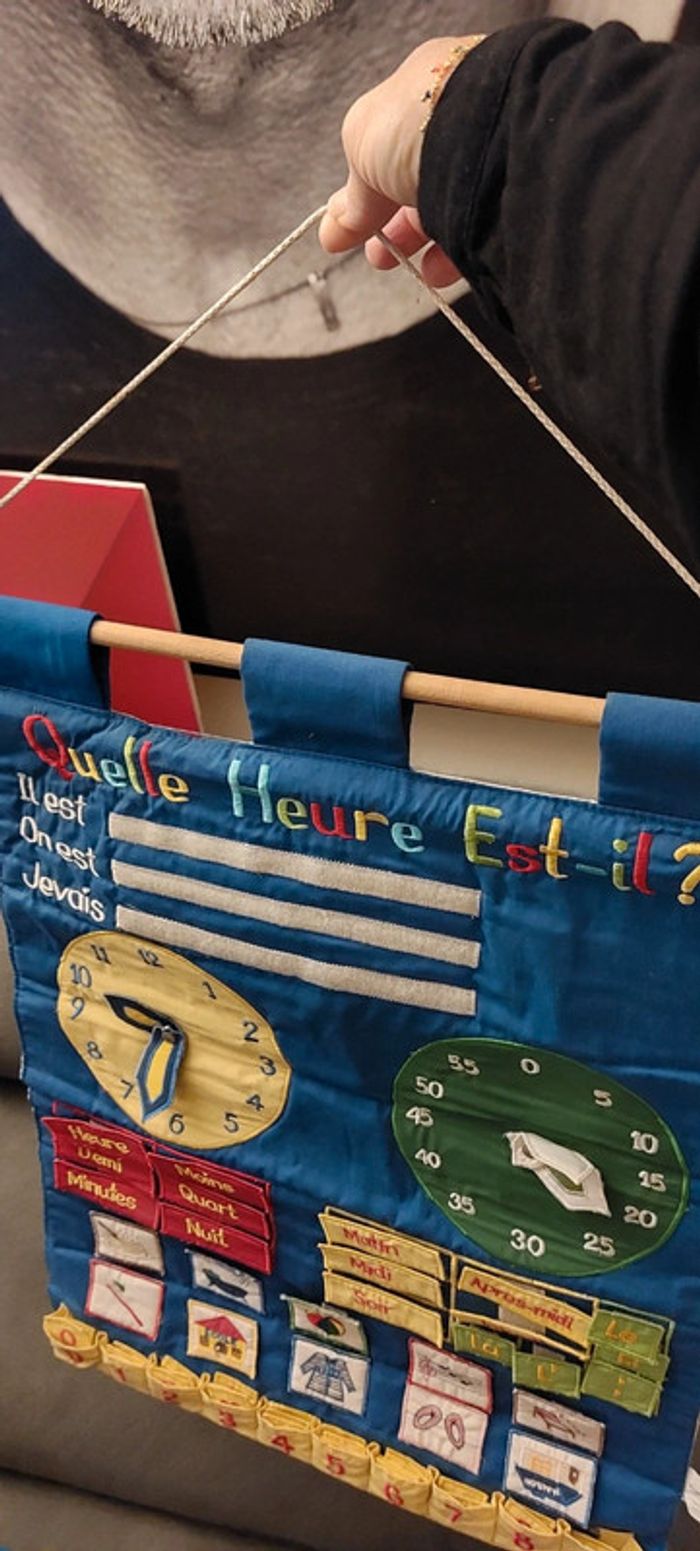 Quelle Heure Est-il?
Il est
On est
Je vais
11 12 1
10 2
9 3
8 4
7 6 5
55 0 5
50 10
45 15
40 20
35 30 25
Heure
Demi
Minutes
Moins
Quart
Nuit
Matin
Midi
Soir
Après-midi
Le
La
L'
0 1 2 3 4 5 6 7 8